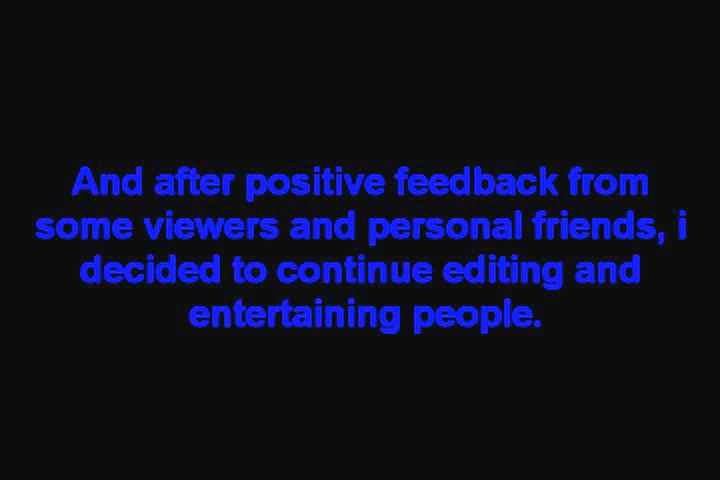 And after positive feedback from
some viewers and personal friends, i
decided to continue editing and
entertaining people.